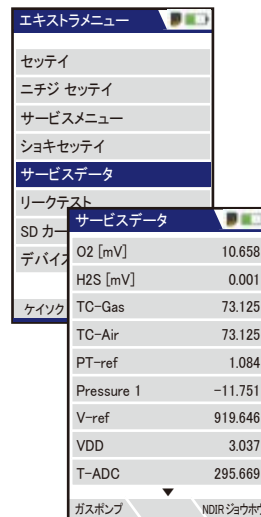 エキストラメニュー
セッテイ
ニチジ セッテイ
サービスメニュー
ショキセッテイ
サービスデータ
リークテスト
SD カー
デバイス
ケイソク
サービスデータ
O2 [mV] 10.658
H2S [mV] 0.001
TC-Gas 73.125
TC-Air 73.125
PT-ref 1.084
Pressure 1 -11.751
V-ref 919.646
VDD 3.037
T-ADC 295.669
ガスポンプ NDIRジョウホウ